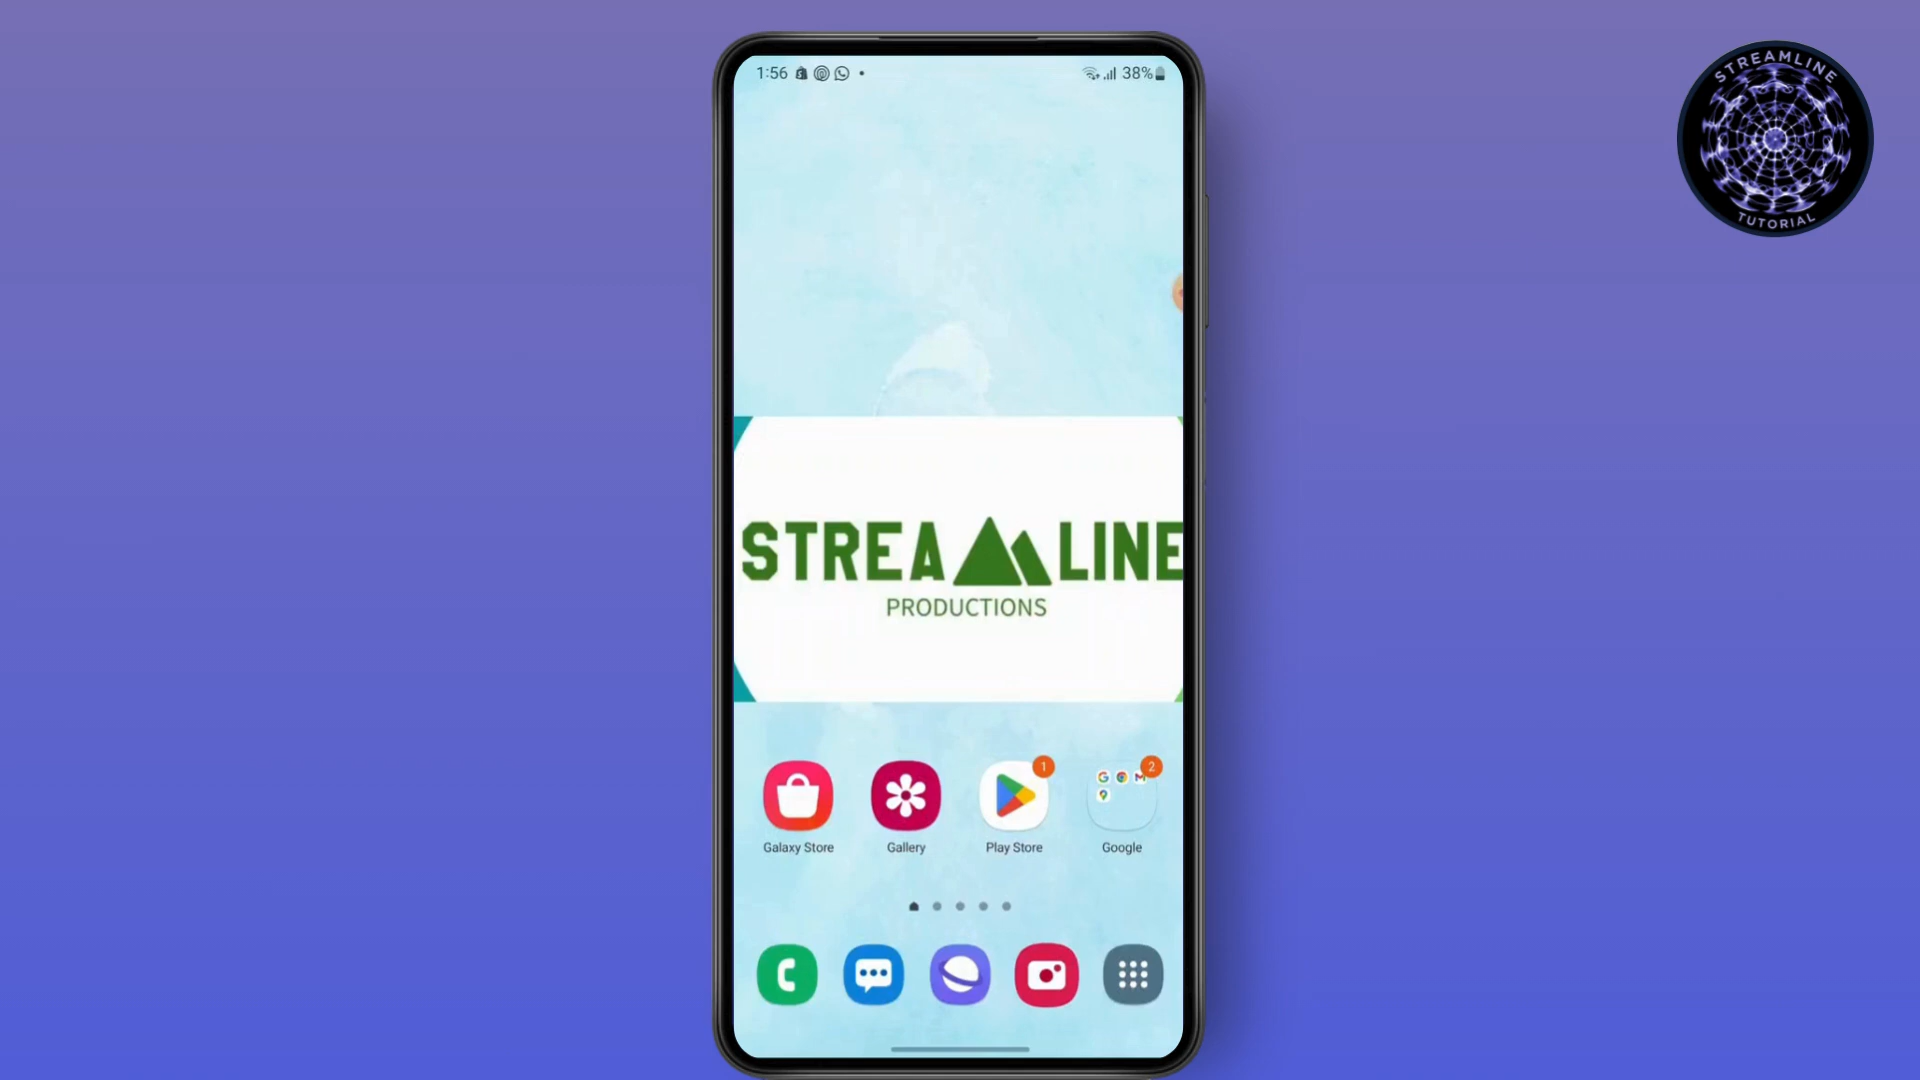 STREAMLINE
TUTORIAL
1:56
38%
STREA LINE
PRODUCTIONS
1
2
Galaxy Store
Gallery
Play Store
Google